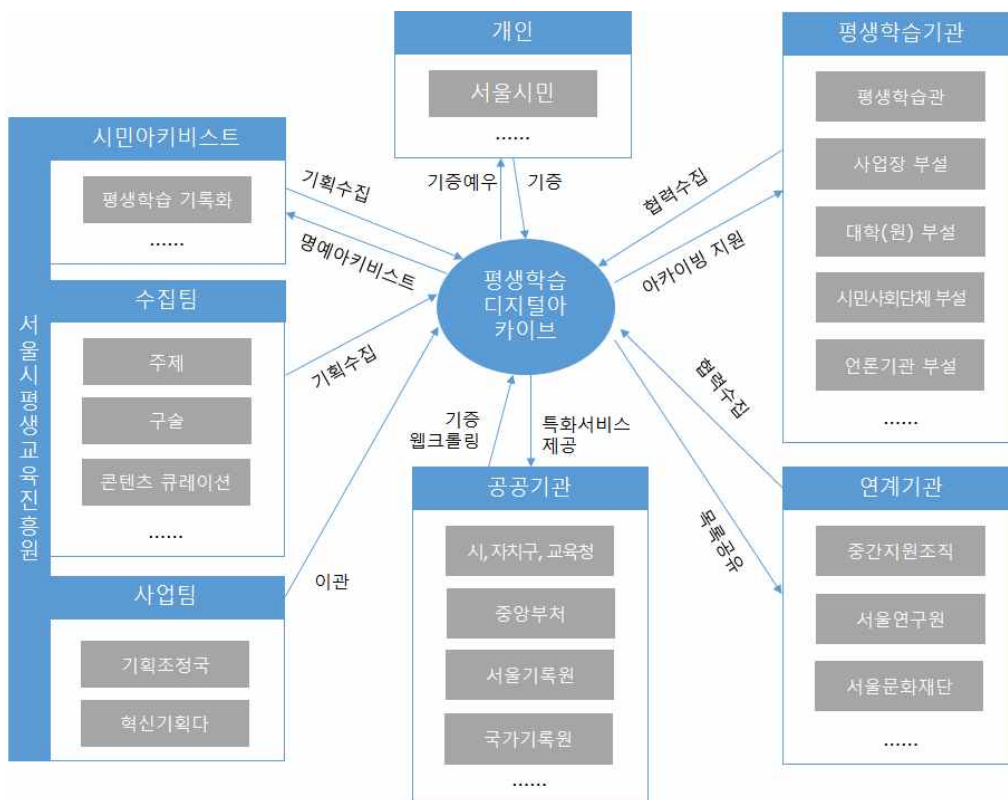 개인
서울시민
......
평생학습기관
평생학습관
사업장 부설
대학(원) 부설
시민사회단체 부설
언론기관 부설
......
서울시평생교육진흥원
시민아키비스트
평생학습 기록화
......
수집팀
주제
구술
콘텐츠 큐레이션
......
사업팀
기획조정국
혁신기획다
기획수집
명예아키비스트
기증예우
기증
협력수집
아카이빙 지원
평생학습
디지털아
카이브
기획수집
이관
기증
웹크롤링
특화서비스
제공
협력수집
목록공유
공공기관
시, 자치구, 교육청
중앙부처
서울기록원
국가기록원
......
연계기관
중간지원조직
서울연구원
서울문화재단
......